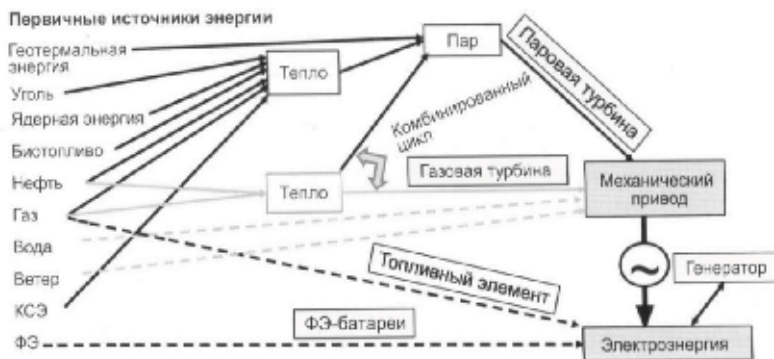 Первичные источники энергии
Геотермальная
энергия
Уголь
Ядерная энергия
Бистопливо
Нефть
Газ
Вода
Ветер
КСЭ
ФЭ
Тепло
Пар
Паровая турбина
Комбинированный
цикл
Тепло
Газовая турбина
Механический
привод
Топливный элемент
~
Генератор
ФЭ-батареи
Электроэнергия